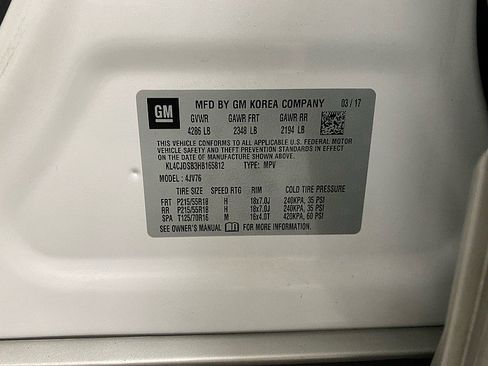 GM MFD BY GM KOREA COMPANY 03 / 17
GVWR GAWR FRT GAWR RR
4286 LB 2348 LB 2194 LB
THIS VEHICLE CONFORMS TO ALL APPLICABLE U.S. FEDERAL MOTOR
VEHICLE SAFETY AND THEFT PREVENTION STANDARDS IN EFFECT
ON THE DATE OF MANUFACTURE SHOWN ABOVE.
KL4CJDSB3HB165812 TYPE: MPV
MODEL: 4JV76
TIRE SIZE SPEED RTG RIM COLD TIRE PRESSURE
FRT P215/55R18 H 18x7.0J 240KPA, 35 PSI
RR P215/55R18 H 18x7.0J 240KPA, 35 PSI
SPA T125/70R16 M 16x4.0T 420KPA, 60 PSI
SEE OWNER'S MANUAL FOR MORE INFORMATION.